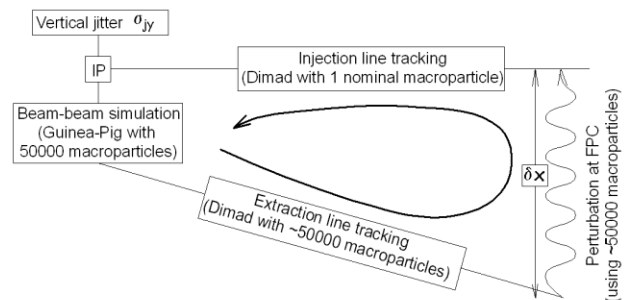 Vertical jitter σjy
IP
Injection line tracking
(Dimad with 1 nominal macroparticle)
Beam-beam simulation
(Guinea-Pig with
50000 macroparticles)
δx
Extraction line tracking
(Dimad with ~50000 macroparticles)
Perturbation at FPC
(using ~50000 macroparticles)